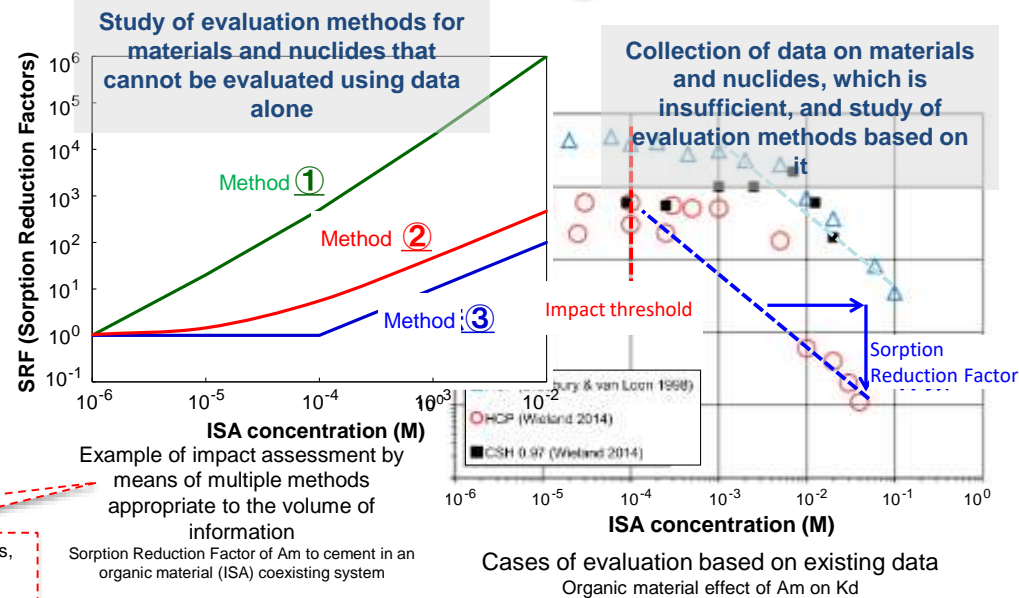 Study of evaluation methods for
materials and nuclides that
cannot be evaluated using data
alone
SRF (Sorption Reduction Factors)
10^6
10^5
10^4
10^3
10^2
10^1
10^0
10^-1
Method ①
Method ②
Method ③
10^-6
10^-5
10^-4
10^-3
10^-2
ISA concentration (M)
Example of impact assessment by
means of multiple methods
appropriate to the volume of
information
Sorption Reduction Factor of Am to cement in an
organic material (ISA) coexisting system
s,
Collection of data on materials
and nuclides, which is
insufficient, and study of
evaluation methods based on
it
Impact threshold
Sorption
Reduction Factor
bury & van Loon 1998)
HCP (Wieland 2014)
CSH 0.97 (Wieland 2014)
10^-6
10^-5
10^-4
10^-3
10^-2
10^-1
10^0
ISA concentration (M)
Cases of evaluation based on existing data
Organic material effect of Am on Kd